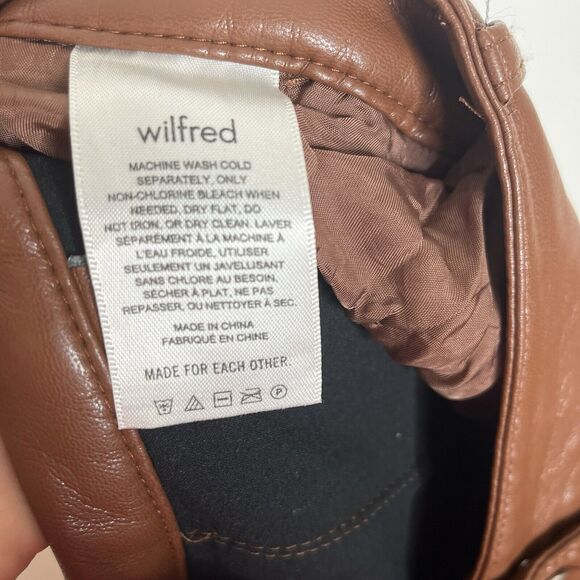 wilfred
MACHINE WASH COLD
SEPARATELY, ONLY
NON-CHLORINE BLEACH WHEN
NEEDED, DRY FLAT, DO
NOT IRON, OR DRY CLEAN. LAVER
SÉPARÉMENT À LA MACHINE À
L'EAU FROIDE, UTILISER
SEULEMENT UN JAVELLISANT
SANS CHLORE AU BESOIN.
SÉCHER À PLAT, NE PAS
REPASSER, OU NETTOYER À SEC.
MADE IN CHINA
FABRIQUÉ EN CHINE
MADE FOR EACH OTHER.